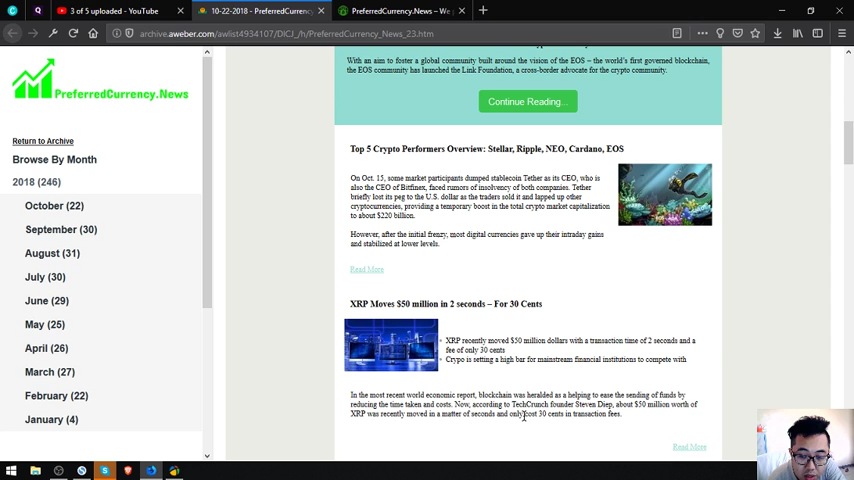 3 of 5 uploaded - YouTube
10-22-2018 - PreferredCurrency
PreferredCurrency.News – We p
archive.aweber.com/awlist4934107/DICJ_/h/PreferredCurrency_News_23.htm
PreferredCurrency.News
Return to Archive
Browse By Month
2018 (246)
October (22)
September (30)
August (31)
July (30)
June (29)
May (25)
April (26)
March (27)
February (22)
January (4)
With an aim to foster a global community built around the vision of the EOS – the world's first governed blockchain,
the EOS community has launched the Link Foundation, a cross-border advocate for the crypto community.
Continue Reading...
Top 5 Crypto Performers Overview: Stellar, Ripple, NEO, Cardano, EOS
On Oct. 15, some market participants dumped stablecoin Tether as its CEO, who is
also the CEO of Bitfinex, faced rumors of insolvency of both companies. Tether
briefly lost its peg to the U.S. dollar as the traders sold it and lapped up other
cryptocurrencies, providing a temporary boost in the total crypto market capitalization
to about $220 billion.
However, after the initial frenzy, most digital currencies gave up their intraday gains
and stabilized at lower levels.
Read More
XRP Moves $50 million in 2 seconds – For 30 Cents
XRP recently moved $50 million dollars with a transaction time of 2 seconds and a
fee of only 30 cents
Crypo is setting a high bar for mainstream financial institutions to compete with
In the most recent world economic report, blockchain was heralded as a helping to ease the sending of funds by
reducing the time taken and costs. Now, according to TechCrunch founder Steven Diep, about $50 million worth of
XRP was recently moved in a matter of seconds and only cost 30 cents in transaction fees.
Read More